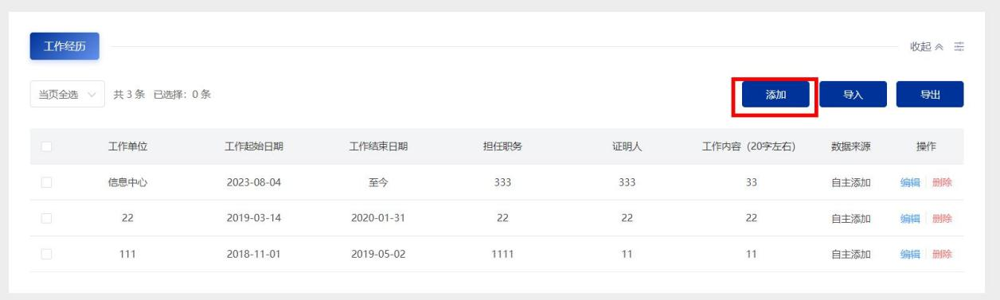 工作经历 收起
当页全选 共 3 条 已选择：0 条 添加 导入 导出
工作单位 工作起始日期 工作结束日期 担任职务 证明人 工作内容（20字左右） 数据来源 操作
信息中心 2023-08-04 至今 333 333 33 自主添加 编辑 删除
22 2019-03-14 2020-01-31 22 22 22 自主添加 编辑 删除
111 2018-11-01 2019-05-02 1111 11 11 自主添加 编辑 删除